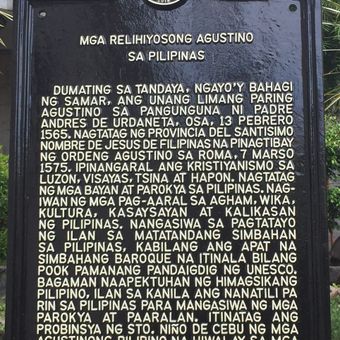 MGA RELIHIYOSONG AGUSTINO
SA PILIPINAS
DUMATING SA TANDAYA, NGAYO'Y BAHAGI
NG SAMAR, ANG UNANG LIMANG PARING
AGUSTINO SA PANGUNGUNA NI PADRE
ANDRES DE URDANETA, OSA, 13 PEBRERO
1565. NAGTATAG NG PROVINCIA DEL SANTISIMO
NOMBRE DE JESUS DE FILIPINAS NA PINAGTIBAY
NG ORDENG AGUSTINO SA ROMA, 7 MARSO
1575. IPINANGARAL ANG KRISTIYANISMO SA
LUZON, VISAYAS, TSINA AT HAPON. NAGTATAG
NG MGA BAYAN AT PAROKYA SA PILIPINAS. NAG-
IWAN NG MGA PAG-AARAL SA AGHAM, WIKA,
KULTURA, KASAYSAYAN AT KALIKASAN
NG PILIPINAS. NANGASIWA SA PAGTATAYO
NG ILAN SA MATATANDANG SIMBAHAN
SA PILIPINAS, KABILANG ANG APAT NA
SIMBAHANG BAROQUE NA ITINALA BILANG
POOK PAMANANG PANDAIGDIG NG UNESCO.
BAGAMAN NAAPEKTUHAN NG HIMAGSIKANG
PILIPINO, ILAN SA KANILA ANG NANATILI PA
RIN SA PILIPINAS PARA MANGASIWA NG MGA
PAROKYA AT PAARALAN. ITINATAG ANG
PROBINSYA NG STO. NIÑO DE CEBU NG MGA
AGUSTINONG PILIPINO NA HIWALAY SA MGA